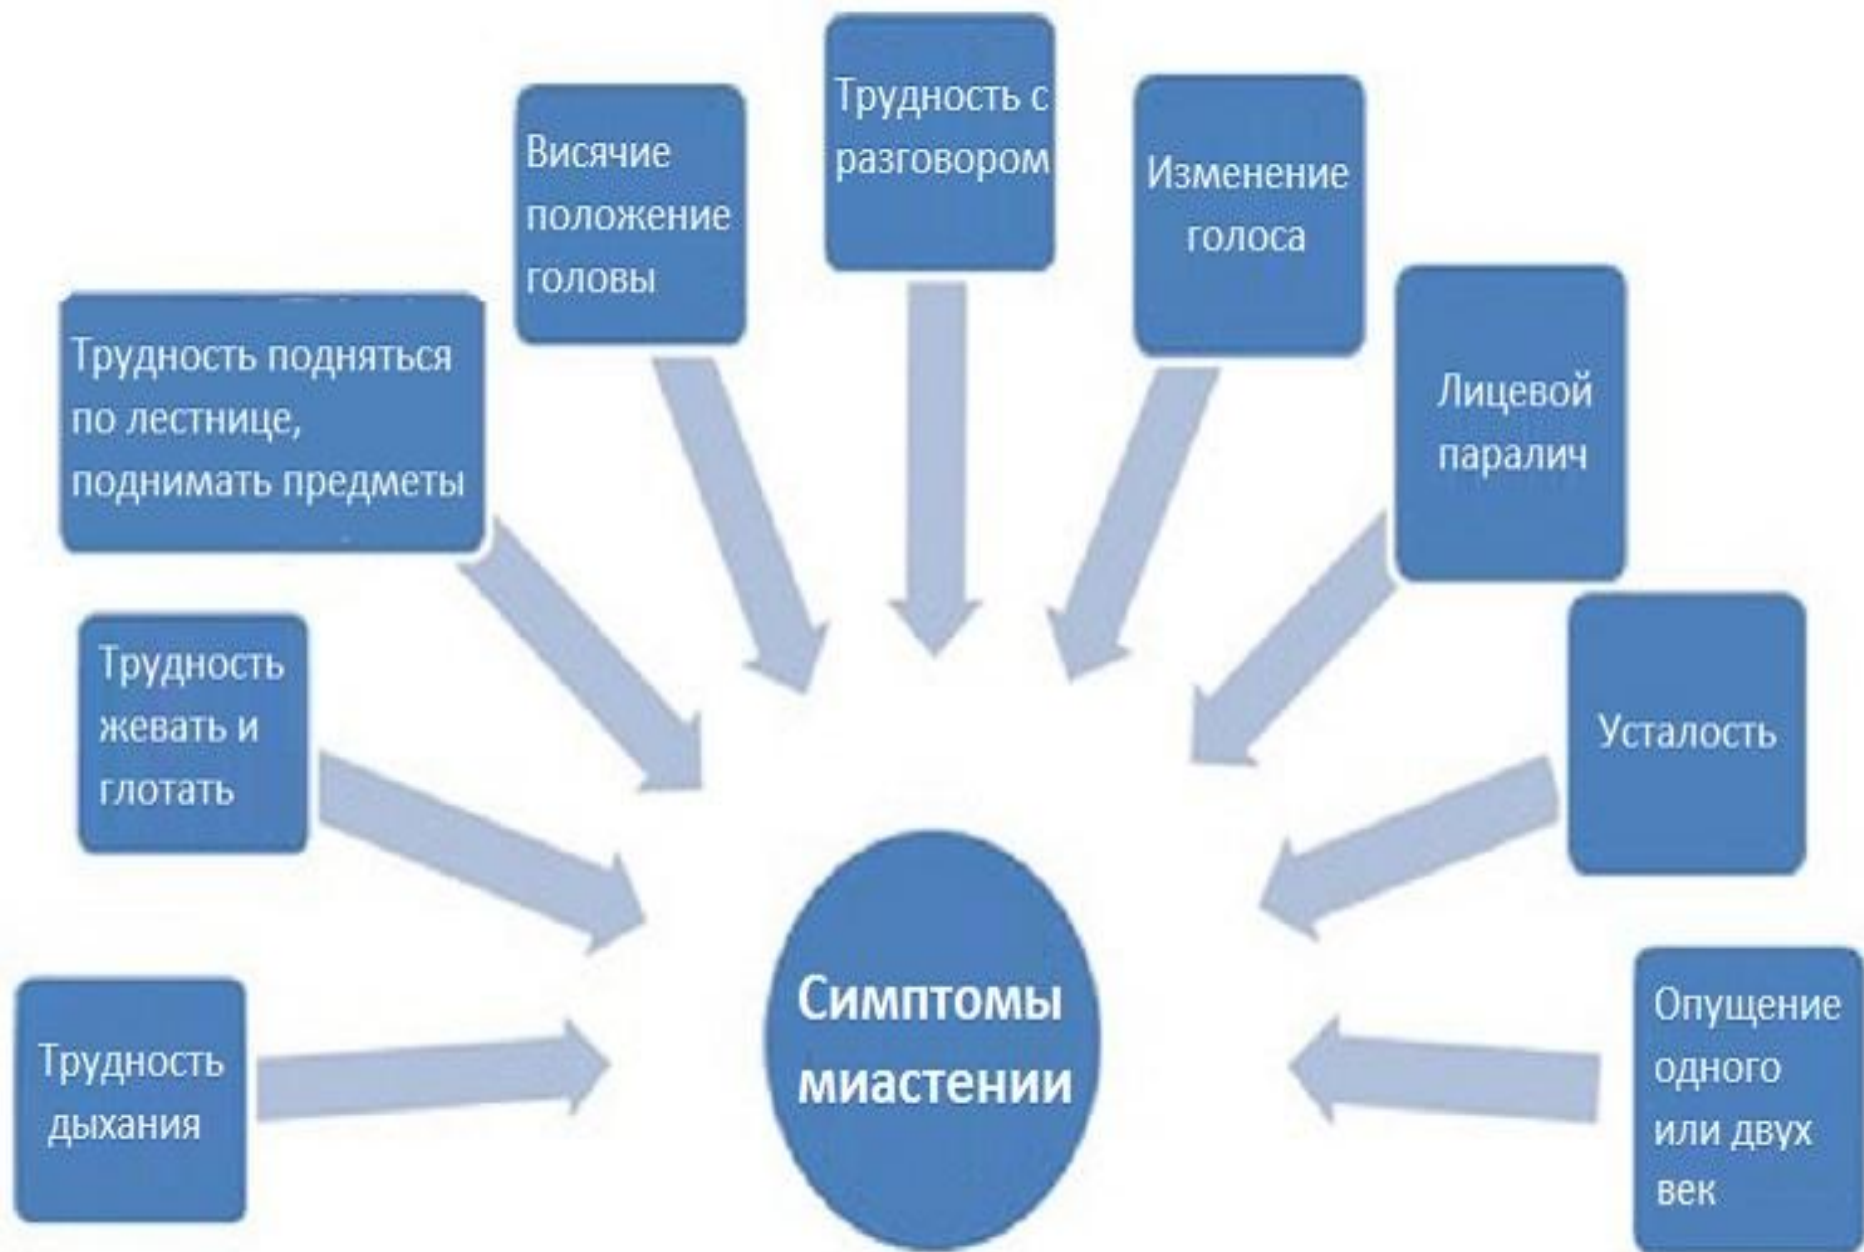 Трудность с
разговором
Висячие
положение
головы
Изменение
голоса
Трудность подняться
по лестнице,
поднимать предметы
Лицевой
паралич
Трудность
жевать и
глотать
Усталость
Трудность
дыхания
Симптомы
миастении
Опущение
одного
или двух
век